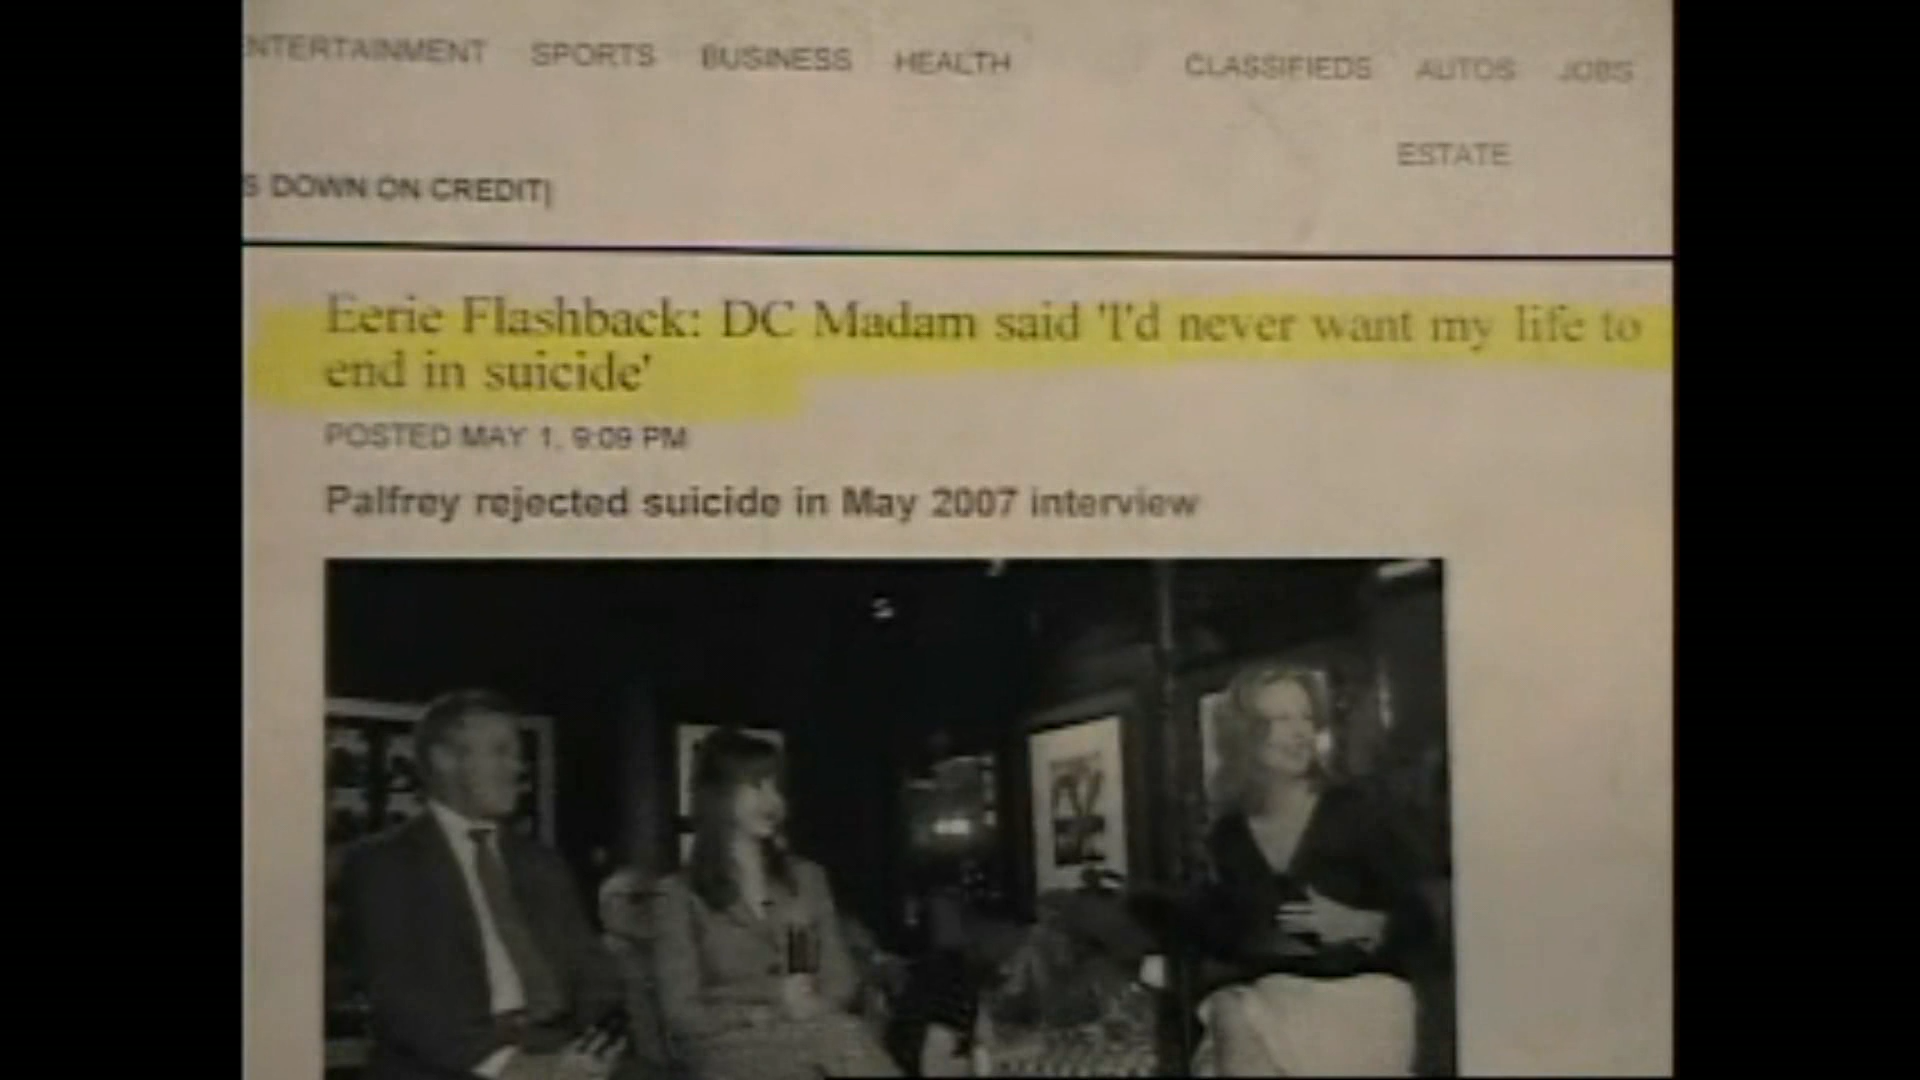 NTERTAINMENT SPORTS BUSINESS HEALTH CLASSIFIEDS AUTOS JOBS
ESTATE
S DOWN ON CREDIT]
Eerie Flashback: DC Madam said 'I'd never want my life to
end in suicide'
POSTED MAY 1, 9:09 PM
Palfrey rejected suicide in May 2007 interview